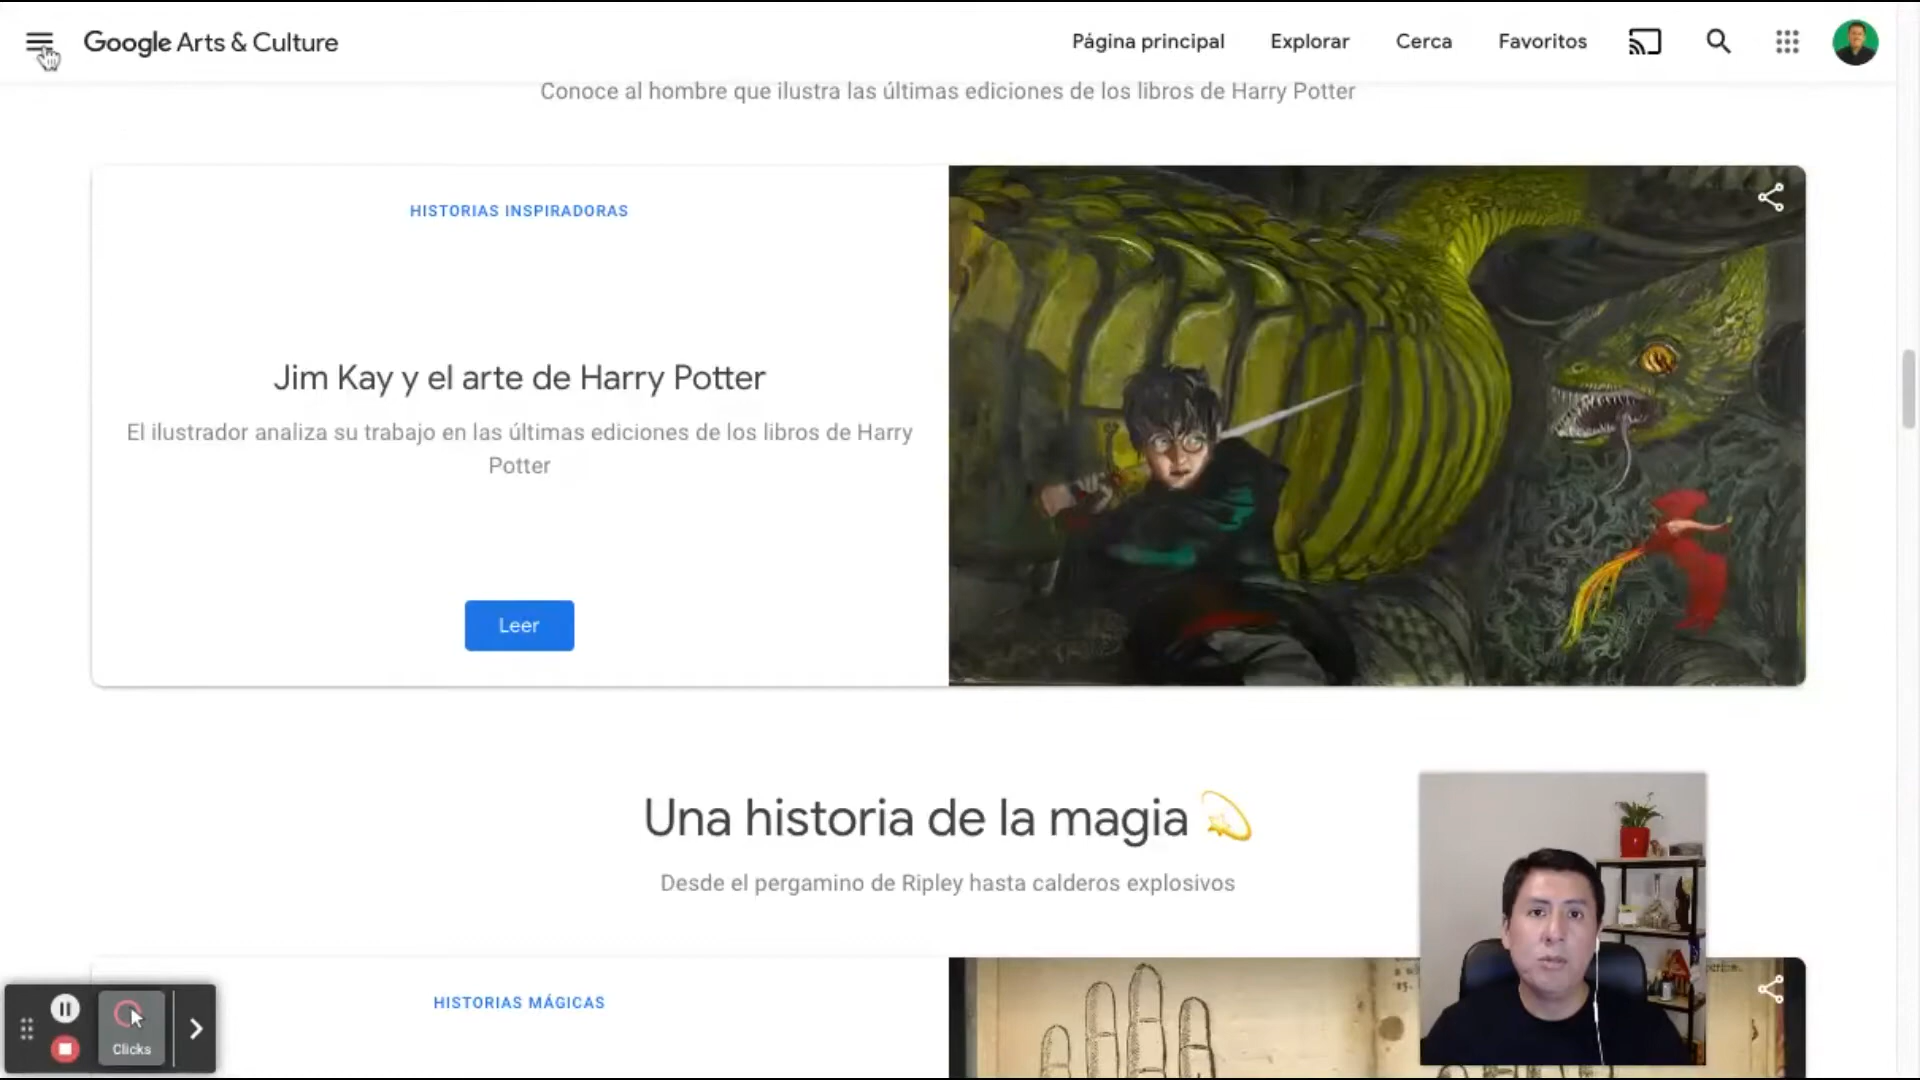 Google Arts & Culture
Página principal
Explorar
Cerca
Favoritos
Conoce al hombre que ilustra las últimas ediciones de los libros de Harry Potter
HISTORIAS INSPIRADORAS
Jim Kay y el arte de Harry Potter
El ilustrador analiza su trabajo en las últimas ediciones de los libros de Harry
Potter
Leer
Una historia de la magia
Desde el pergamino de Ripley hasta calderos explosivos
HISTORIAS MÁGICAS
Clicks